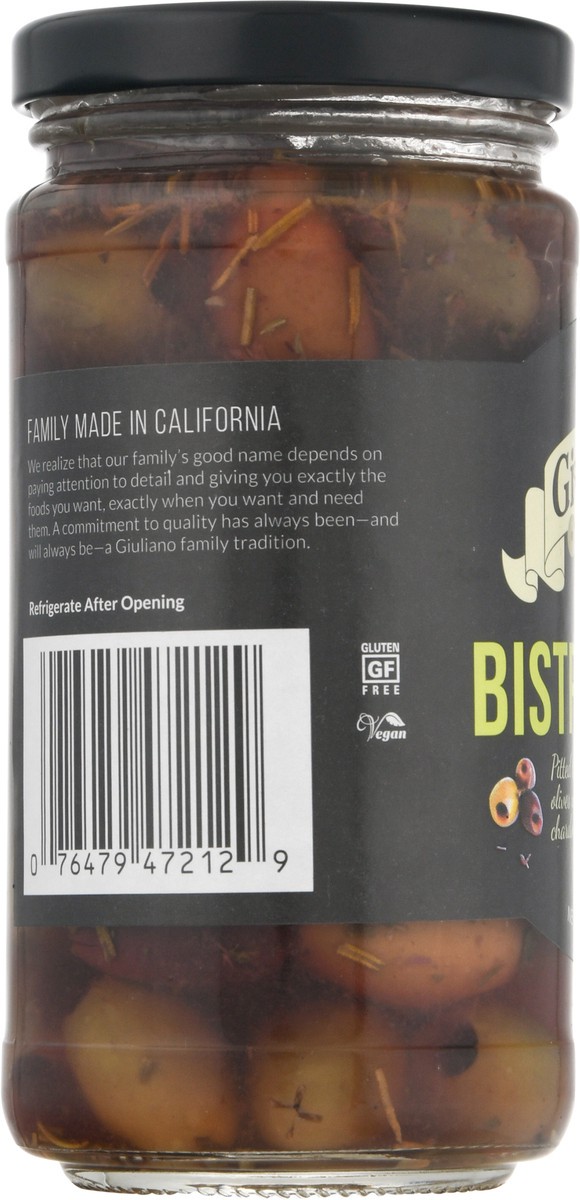 FAMILY MADE IN CALIFORNIA
We realize that our family's good name depends on
paying attention to detail and giving you exactly the
foods you want, exactly when you want and need
them. A commitment to quality has always been—and
will always be—a Giuliano family tradition.
Refrigerate After Opening
0 76479 47212 9
GLUTEN
GF
FREE
Vegan
Gi
BIST